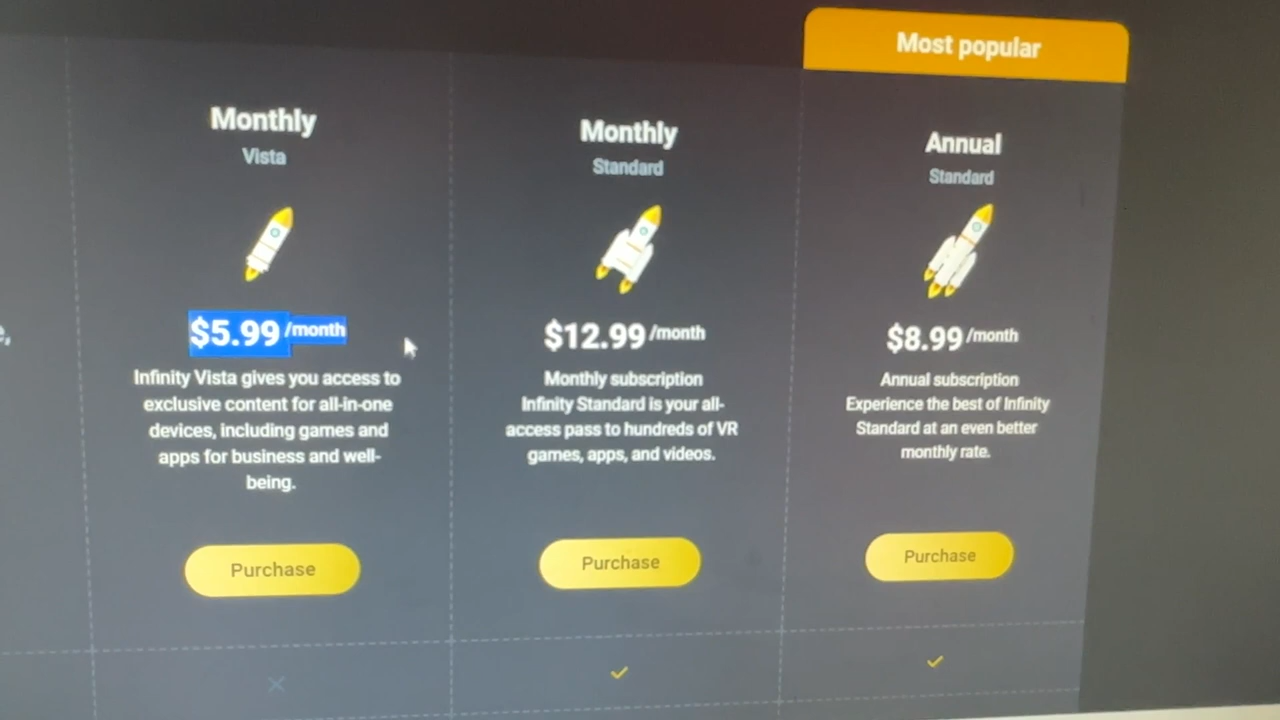 Most popular
Monthly
Vista
$5.99 /month
Infinity Vista gives you access to
exclusive content for all-in-one
devices, including games and
apps for business and well-
being.
Purchase
Monthly
Standard
$12.99 /month
Monthly subscription
Infinity Standard is your all-
access pass to hundreds of VR
games, apps, and videos.
Purchase
Annual
Standard
$8.99 /month
Annual subscription
Experience the best of Infinity
Standard at an even better
monthly rate.
Purchase